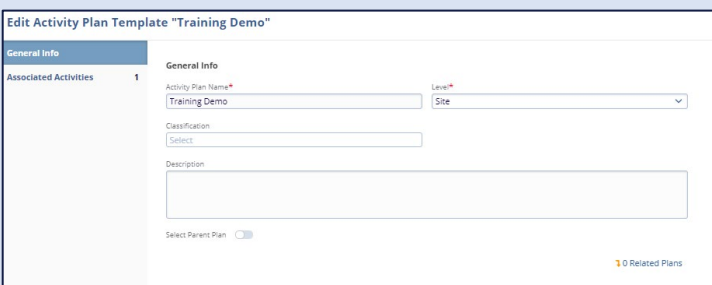 Edit Activity Plan Template "Training Demo"
General Info
Associated Activities 1
General Info
Activity Plan Name* Level*
Training Demo Site
Classification
Select
Description
Select Parent Plan
0 Related Plans